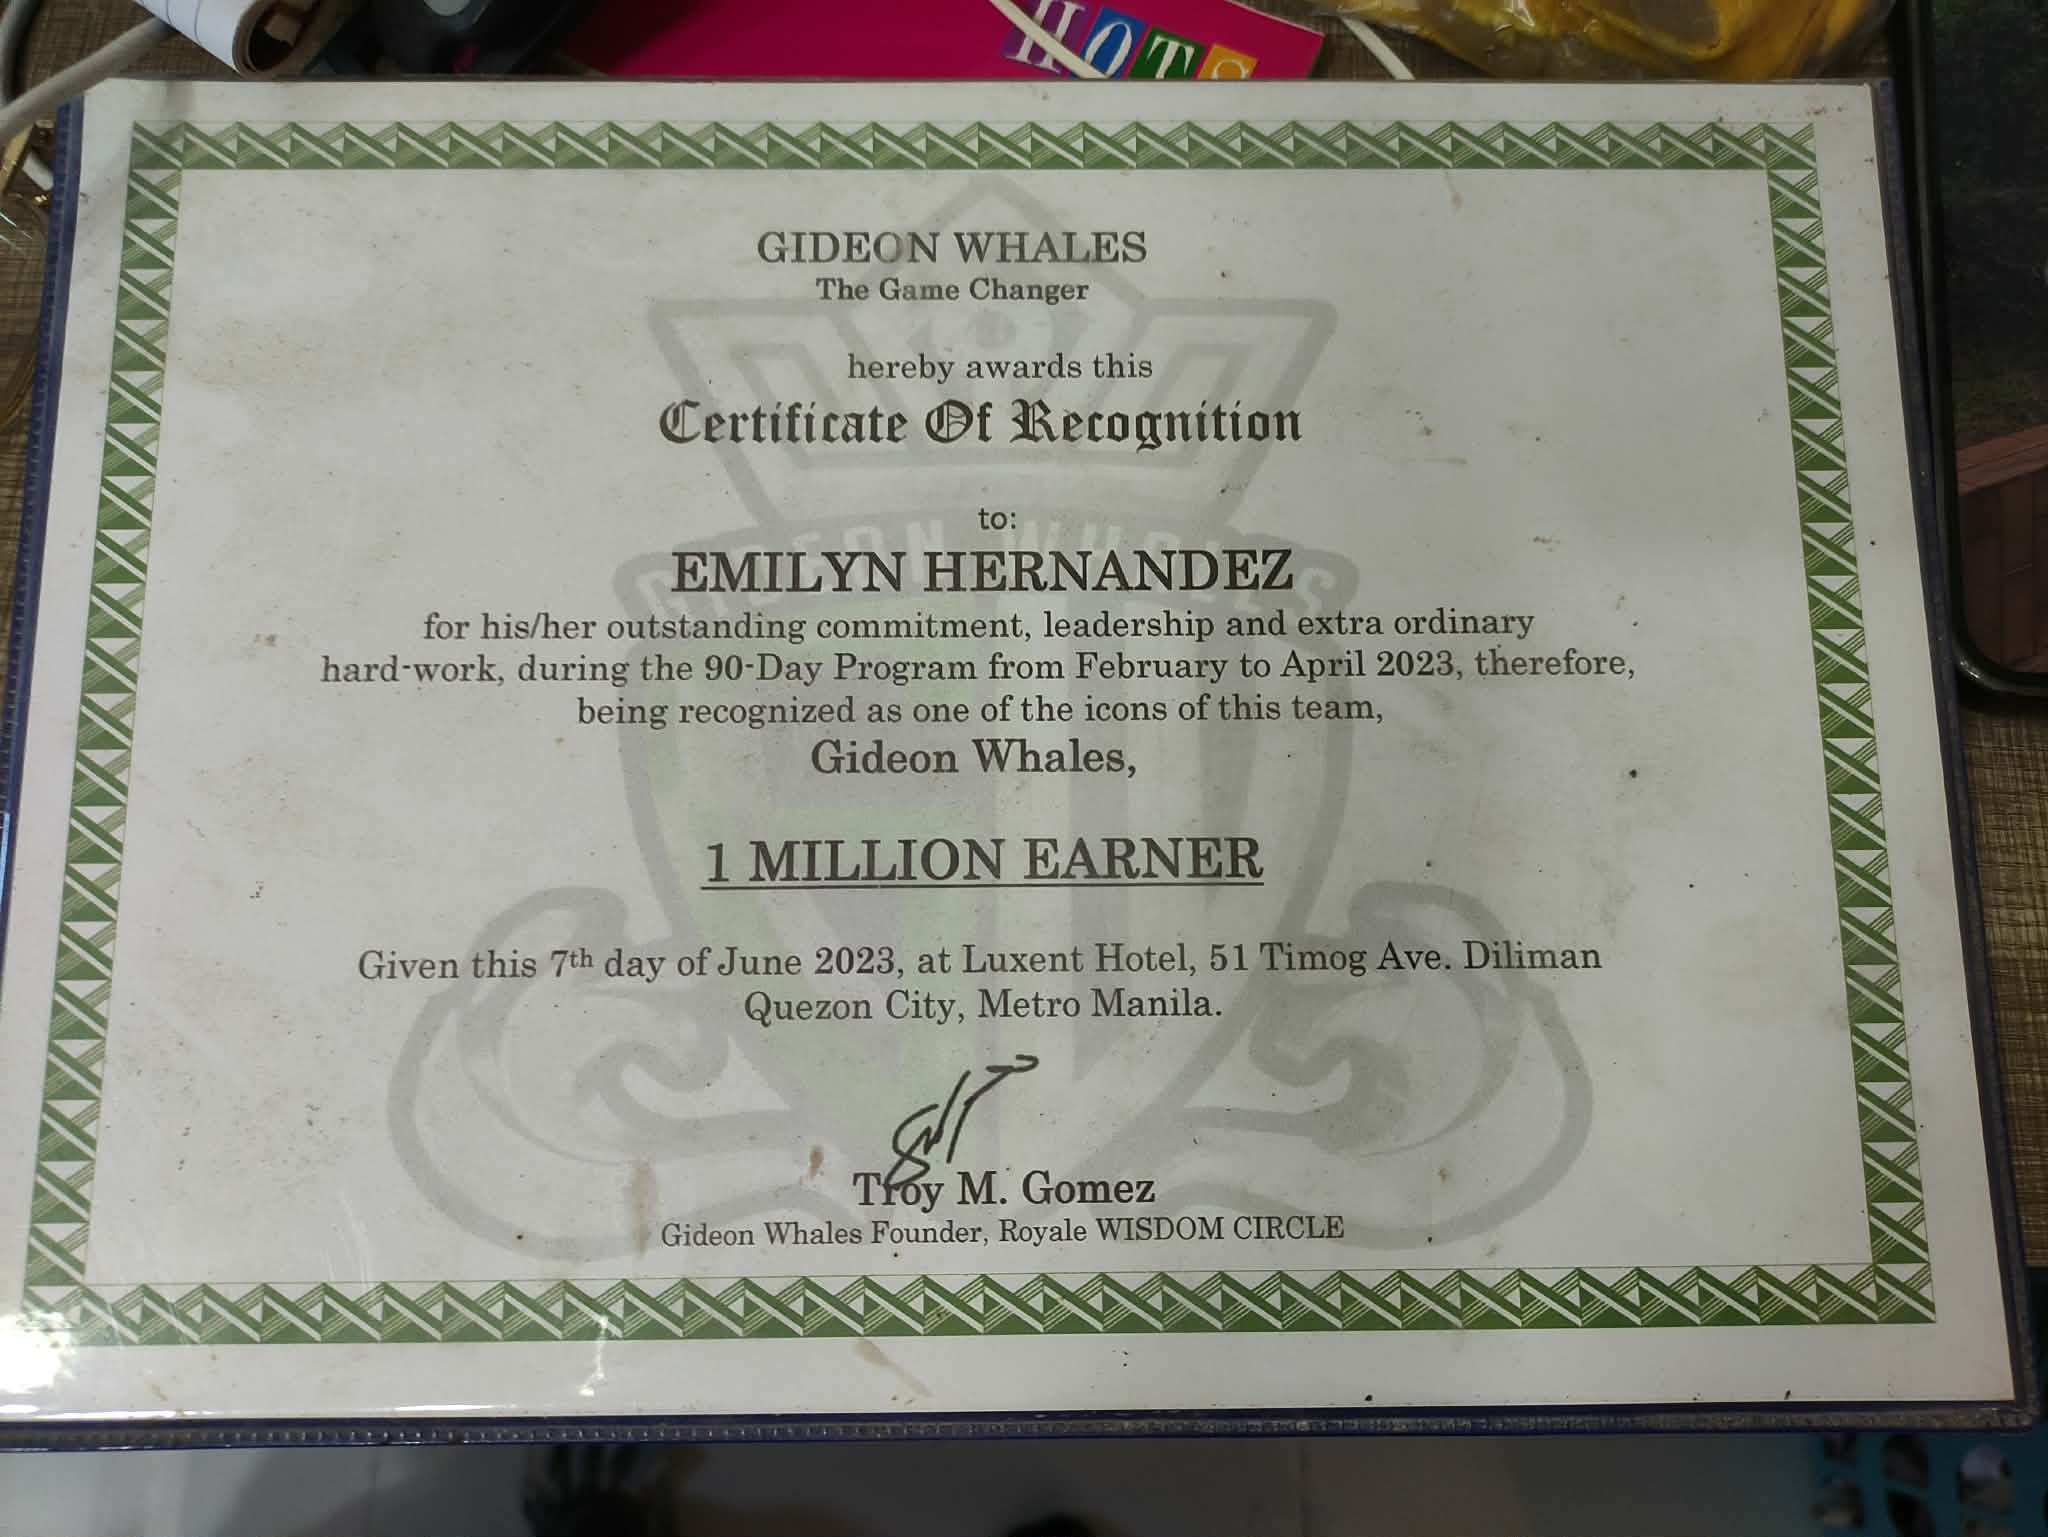 HOTS
GIDEON WHALES
The Game Changer
hereby awards this
Certificate Of Recognition
GIDEON WHALES
to:
EMILYN HERNANDEZ
for his/her outstanding commitment, leadership and extra ordinary
hard-work, during the 90-Day Program from February to April 2023, therefore,
being recognized as one of the icons of this team,
Gideon Whales,
1 MILLION EARNER
Given this 7th day of June 2023, at Luxent Hotel, 51 Timog Ave. Diliman
Quezon City, Metro Manila.
Troy M. Gomez
Gideon Whales Founder, Royale WISDOM CIRCLE